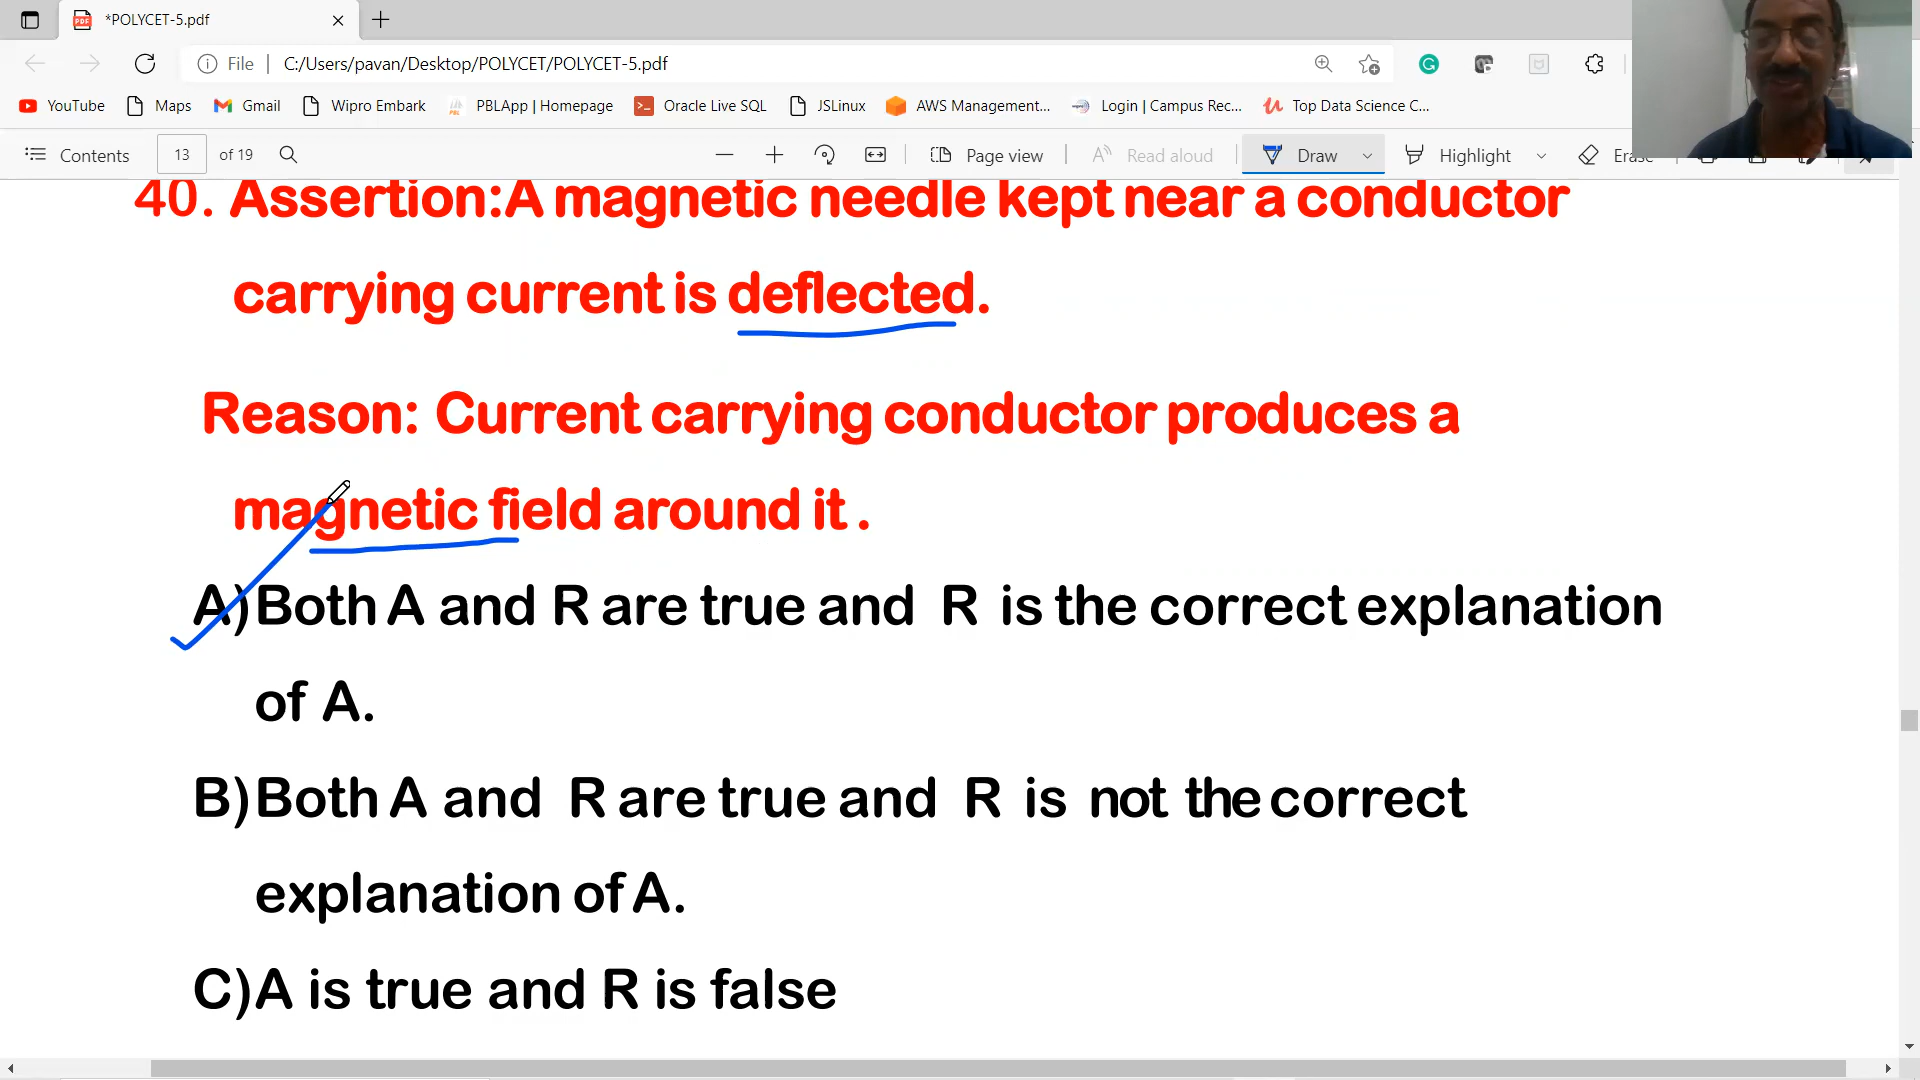 *POLYCET-5.pdf
File | C:/Users/pavan/Desktop/POLYCET/POLYCET-5.pdf
YouTube Maps Gmail Wipro Embark PBLApp | Homepage Oracle Live SQL JSLinux AWS Management... Login | Campus Rec... Top Data Science C...
Contents 13 of 19 Page view Read aloud Draw Highlight
40. Assertion:A magnetic needle kept near a conductor
carrying current is deflected.
Reason: Current carrying conductor produces a
magnetic field around it .
A)Both A and R are true and R is the correct explanation
of A.
B)Both A and R are true and R is not the correct
explanation of A.
C)A is true and R is false